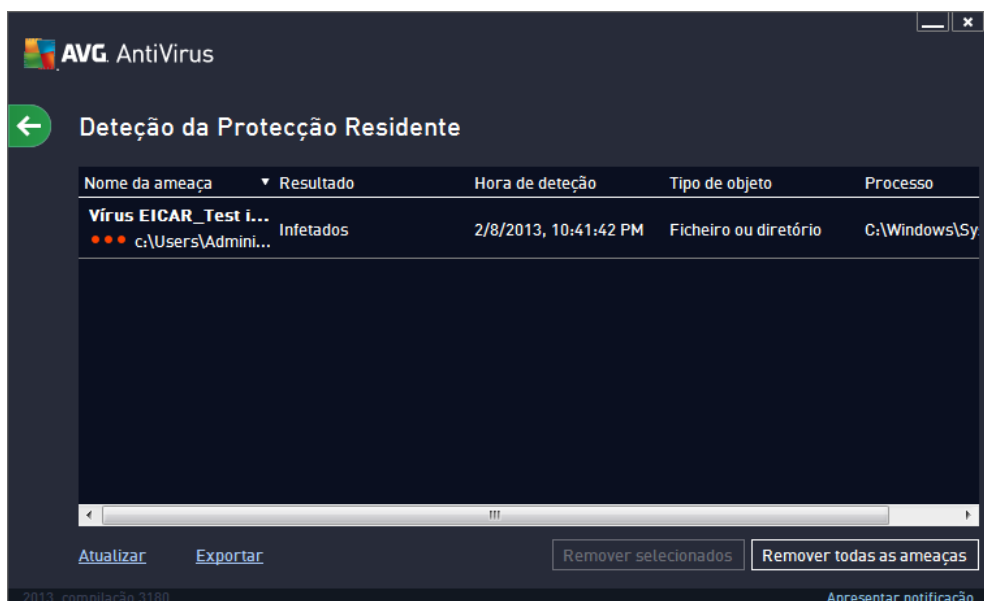 AVG. AntiVirus
Deteção da Protecção Residente
Nome da ameaça Resultado Hora de deteção Tipo de objeto Processo
Vírus EICAR_Test i... Infetados 2/8/2013, 10:41:42 PM Ficheiro ou diretório C:\Windows\Sy
c:\Users\Admini...
Atualizar Exportar Remover selecionados Remover todas as ameaças
2013 compilação 3180 Apresentar notificação